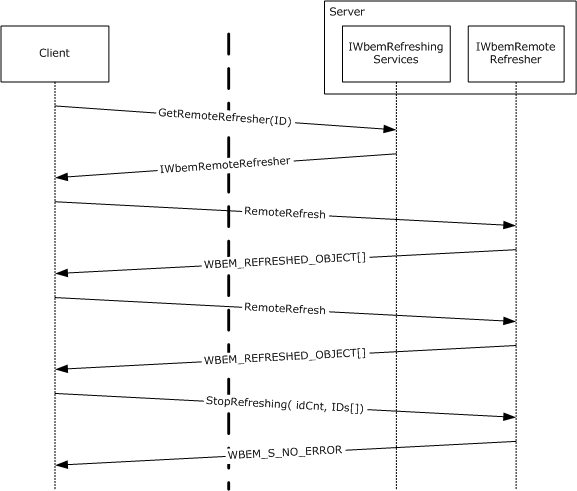 Server
Client
IWbemRefreshing
Services
IWbemRemote
Refresher
GetRemoteRefresher(ID)
IWbemRemoteRefresher
RemoteRefresh
WBEM_REFRESHED_OBJECT[]
RemoteRefresh
WBEM_REFRESHED_OBJECT[]
StopRefreshing( idCnt, IDs[])
WBEM_S_NO_ERROR